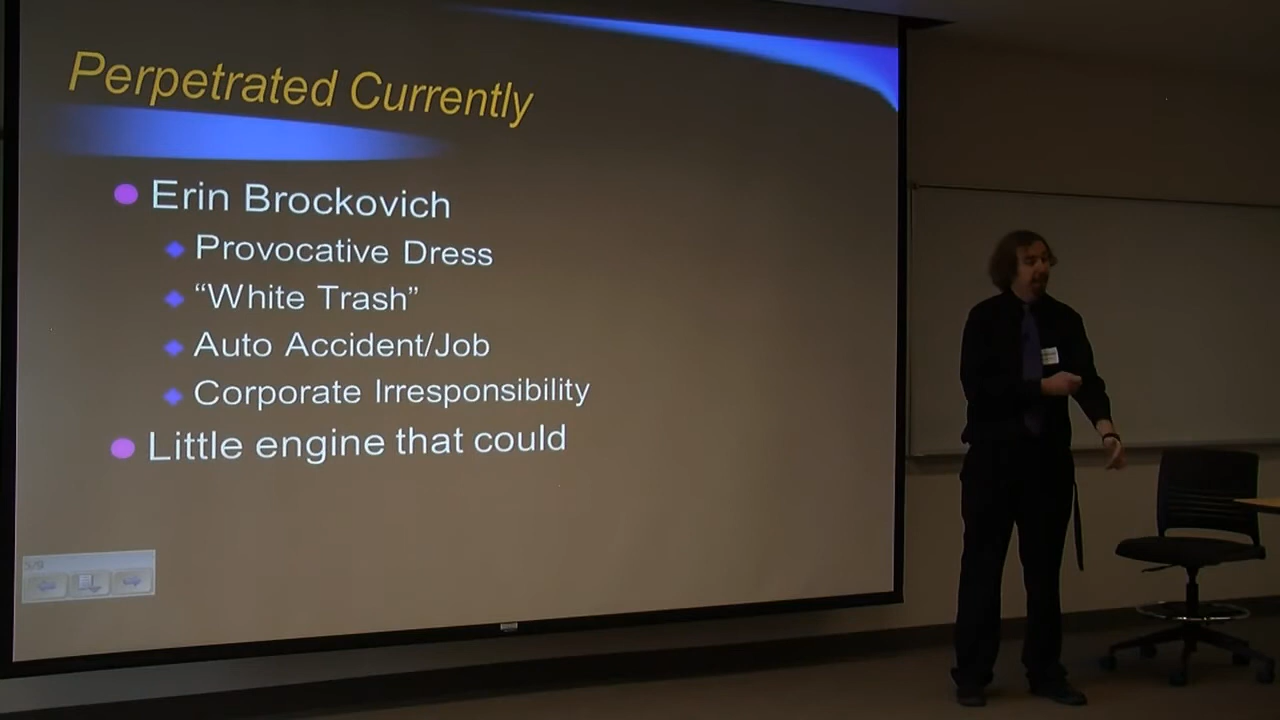 Perpetrated Currently
Erin Brockovich
Provocative Dress
“White Trash”
Auto Accident/Job
Corporate Irresponsibility
Little engine that could